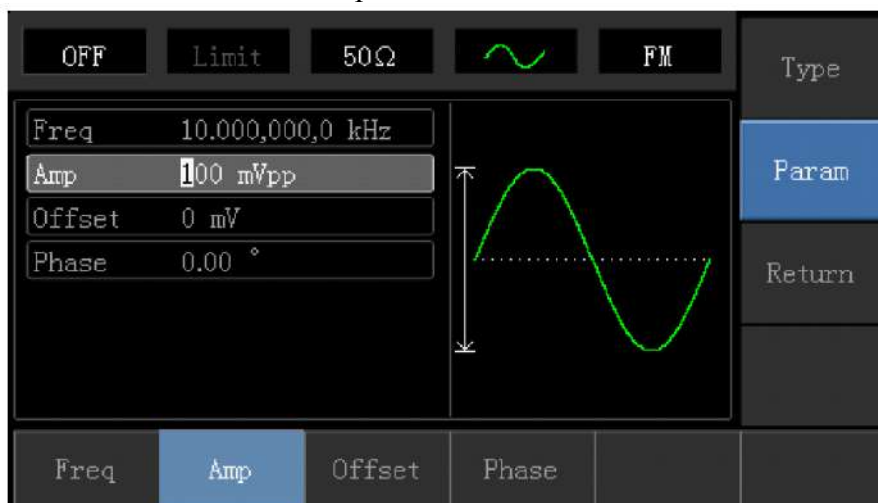 OFF Limit 50Ω FM
Type
Freq 10.000,000,0 kHz
Amp 100 mVpp
Param
Offset 0 mV
Phase 0.00 °
Return
Freq Amp Offset Phase